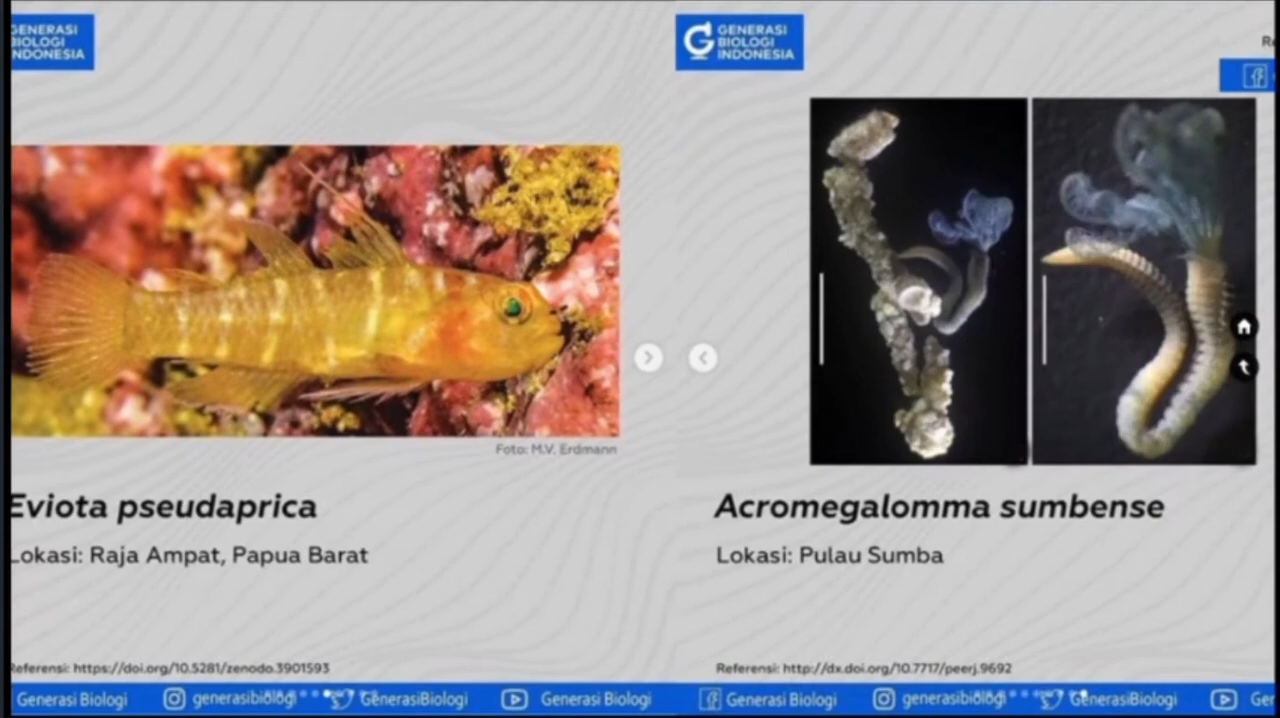 GENERASI
BIOLOGI
INDONESIA
Foto: M.V. Erdmann
Eviota pseudaprica
Lokasi: Raja Ampat, Papua Barat
Referensi: https://doi.org/10.5281/zenodo.3901593
Generasi Biologi
generasibiologi
GenerasiBiologi
Generasi Biologi
GENERASI
BIOLOGI
INDONESIA
Acromegalomma sumbense
Lokasi: Pulau Sumba
Referensi: http://dx.doi.org/10.7717/peerj.9692
Generasi Biologi
generasibiologi
GenerasiBiologi